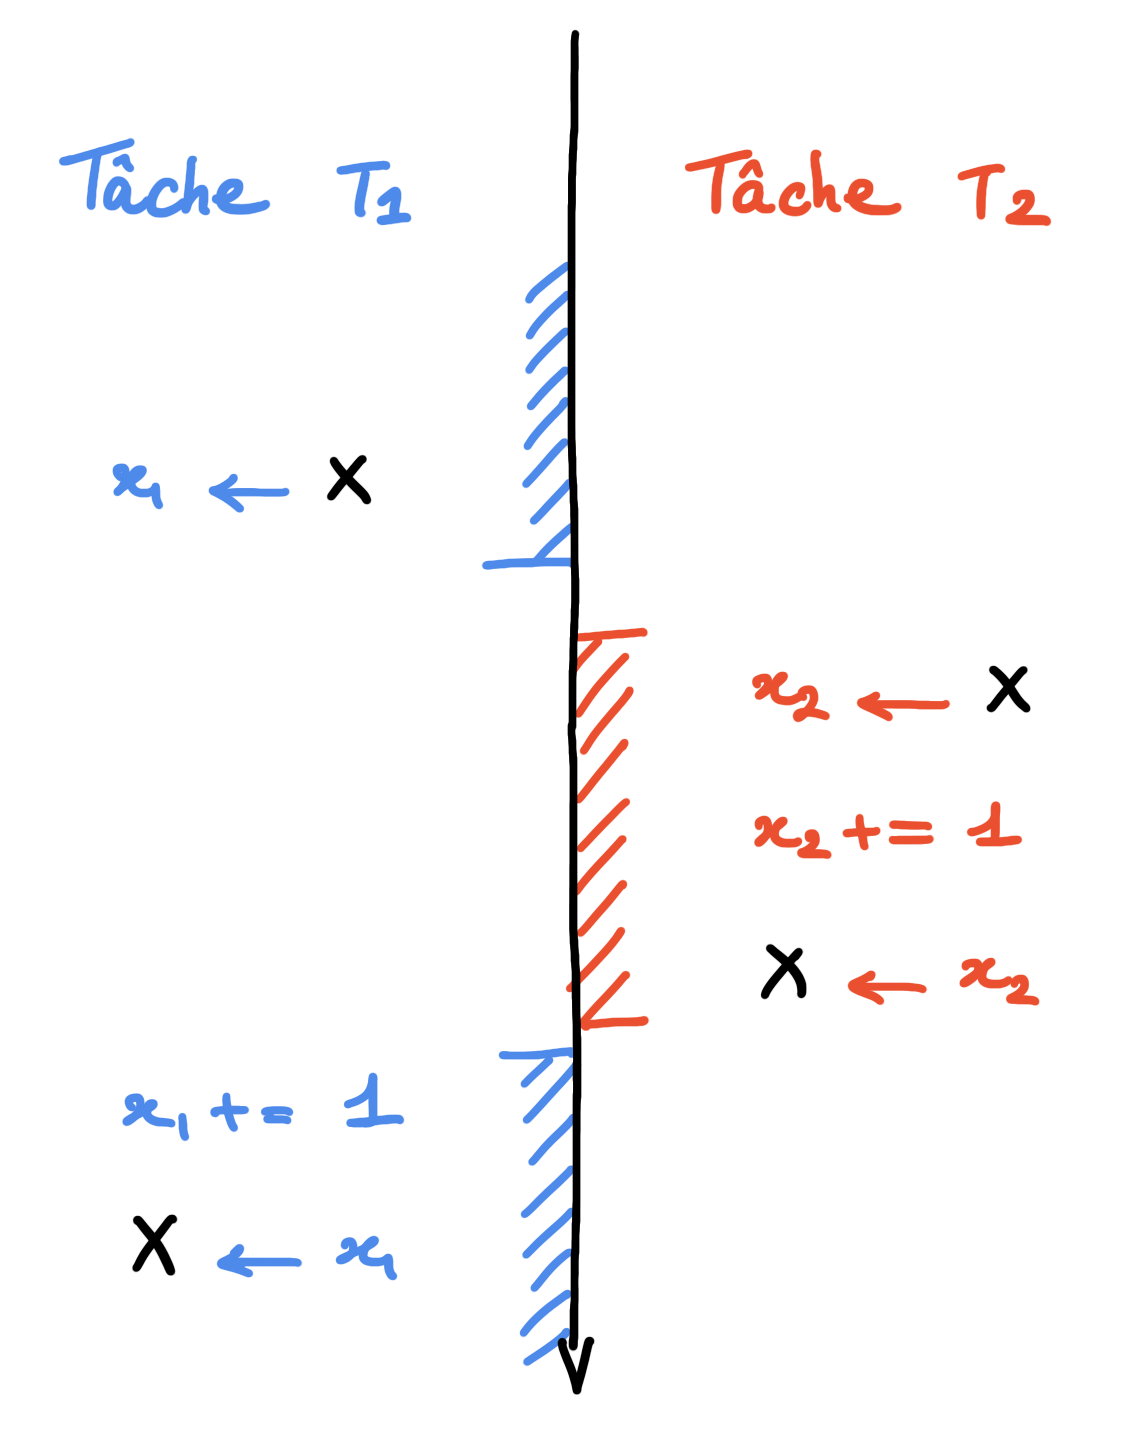 Tâche T1
Tâche T2
x1 ← X
x2 ← X
x2 += 1
X ← x2
x1 += 1
X ← x1